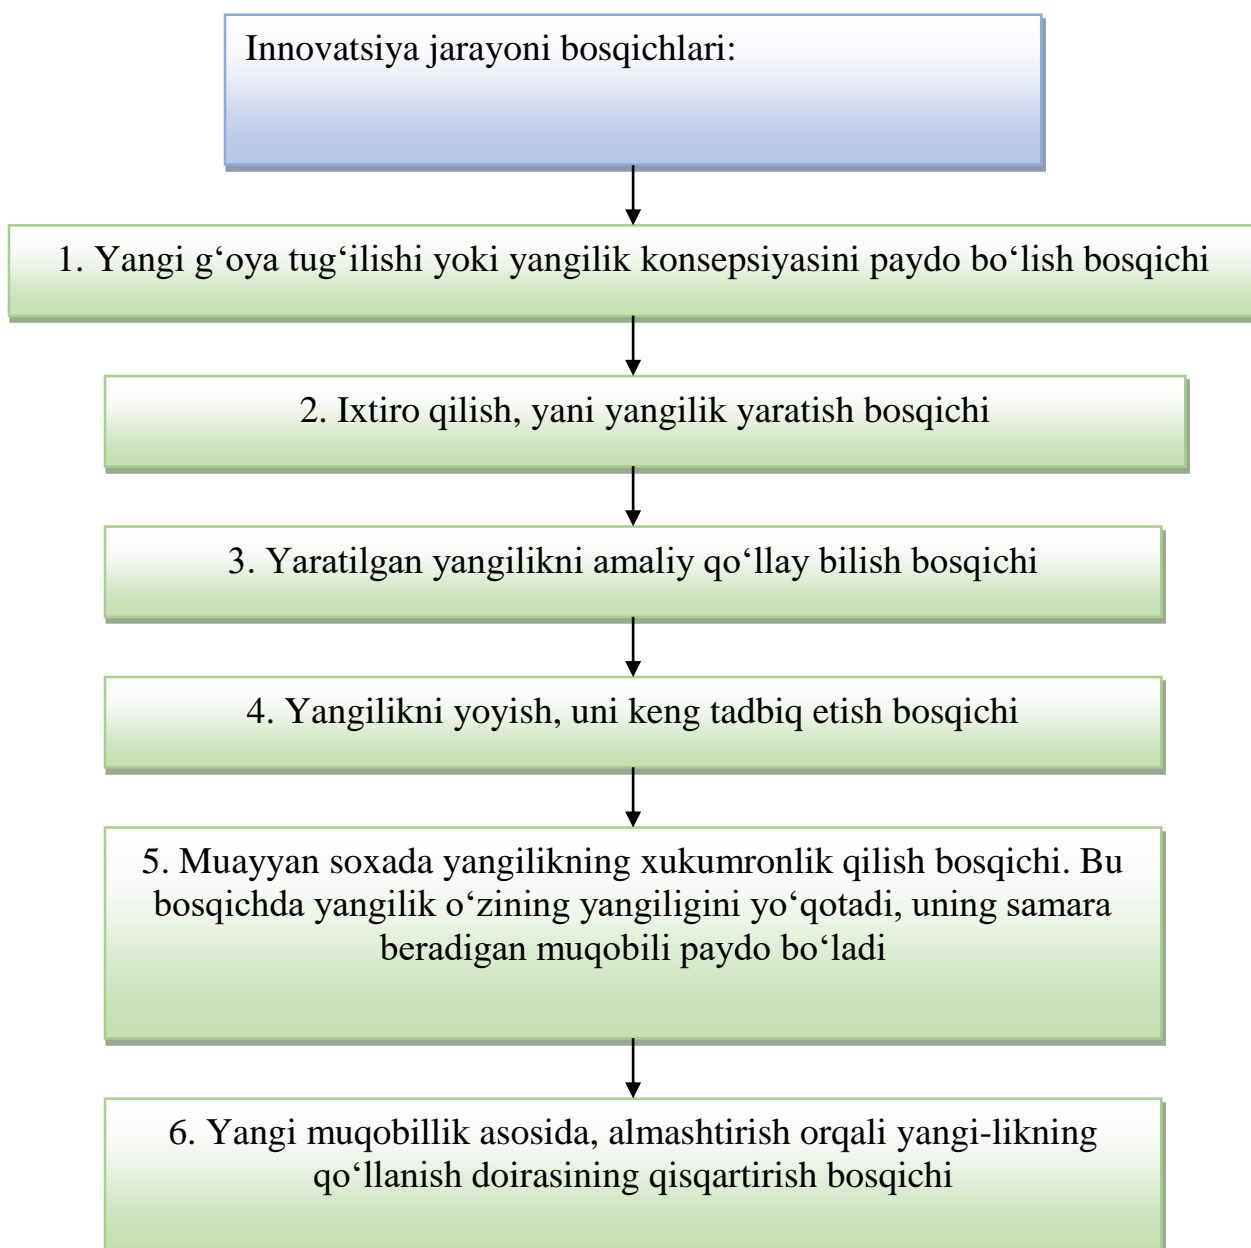 Innovatsiya jarayoni bosqichlari:
1. Yangi g‘oya tug‘ilishi yoki yangilik konsepsiyasini paydo bo‘lish bosqichi
2. Ixtiro qilish, yani yangilik yaratish bosqichi
3. Yaratilgan yangilikni amaliy qo‘llay bilish bosqichi
4. Yangilikni yoyish, uni keng tadbiq etish bosqichi
5. Muayyan soxada yangilikning xukumronlik qilish bosqichi. Bu
bosqichda yangilik o‘zining yangiligini yo‘qotadi, uning samara
beradigan muqobili paydo bo‘ladi
6. Yangi muqobillik asosida, almashtirish orqali yangi-likning
qo‘llanish doirasining qisqartirish bosqichi